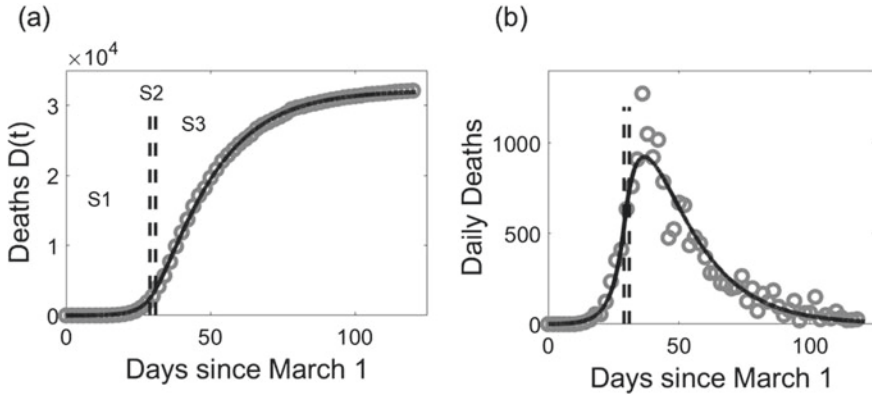 (a)
×10⁴
Deaths D(t)
3
2
1
0
S1
S2
S3
0 50 100
Days since March 1
(b)
Daily Deaths
1000
500
0
0 50 100
Days since March 1